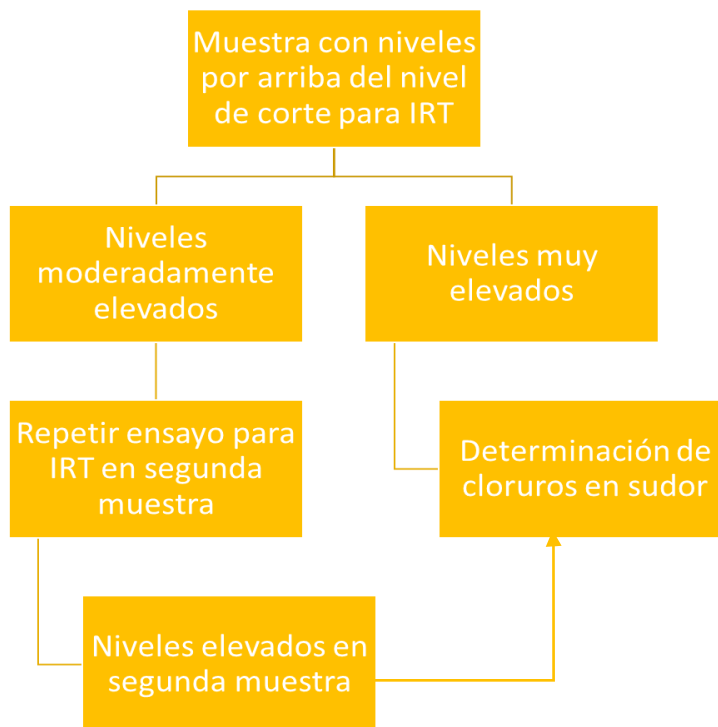 Muestra con niveles
por arriba del nivel
de corte para IRT
Niveles
moderadamente
elevados
Niveles muy
elevados
Repetir ensayo para
IRT en segunda
muestra
Determinación de
cloruros en sudor
Niveles elevados en
segunda muestra